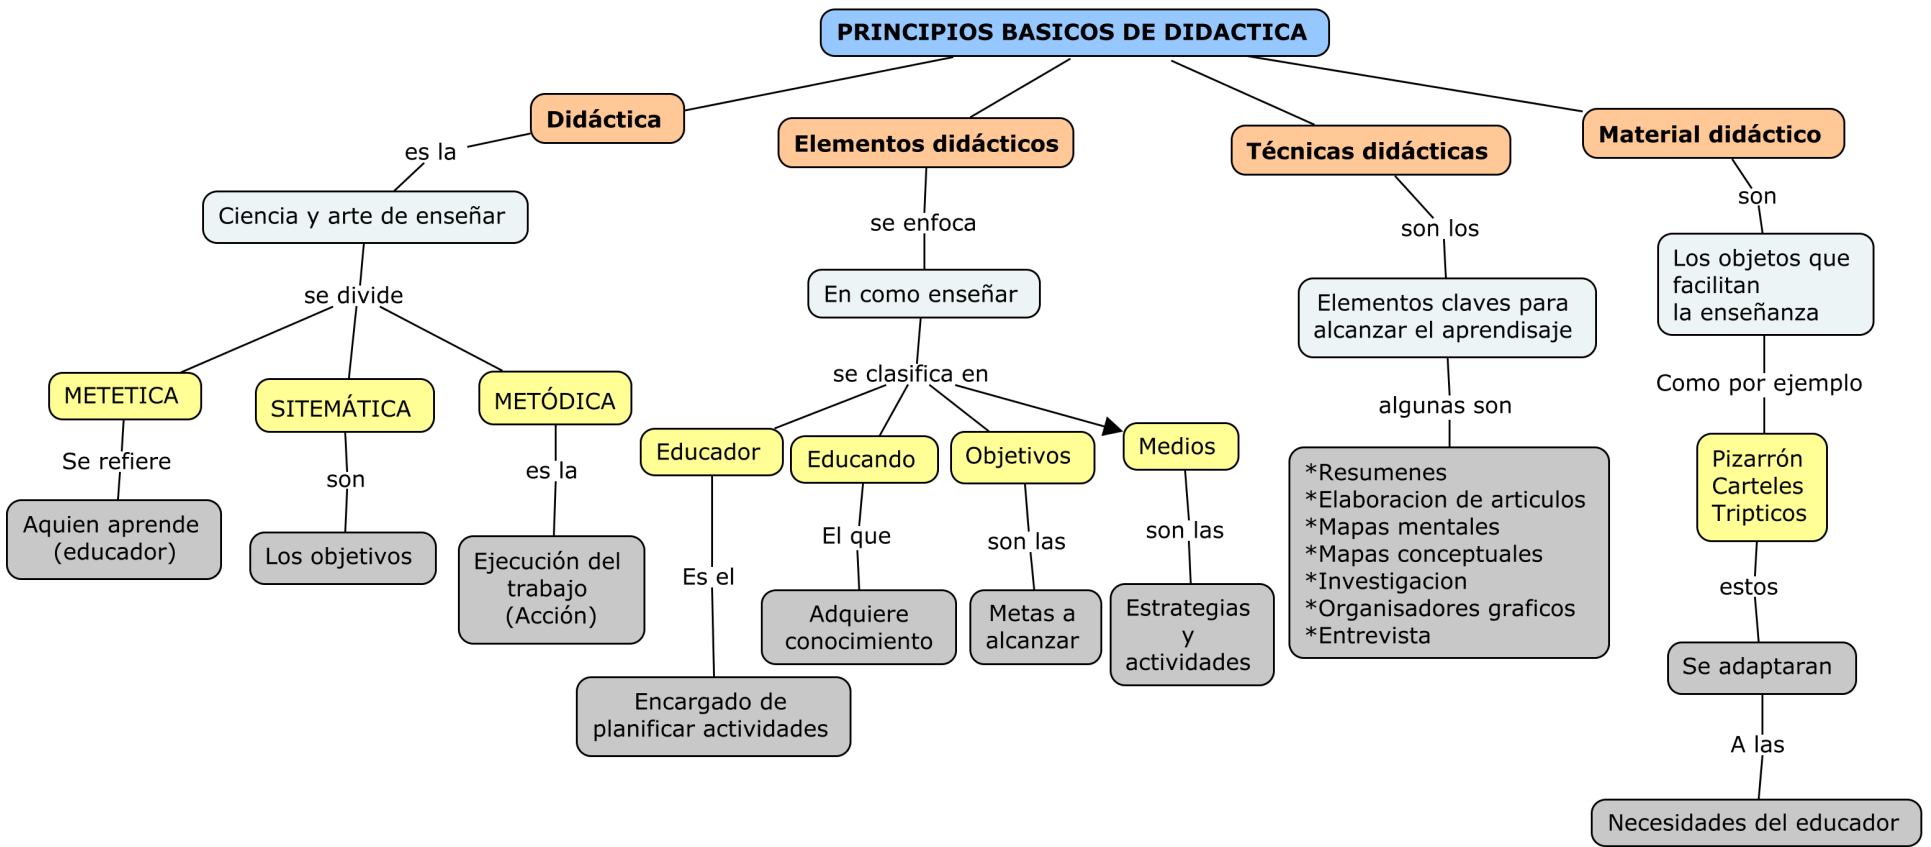 PRINCIPIOS BASICOS DE DIDACTICA
Didáctica
Elementos didácticos
Técnicas didácticas
Material didáctico
es la
Ciencia y arte de enseñar
se divide
METETICA
SITEMÁTICA
METÓDICA
Se refiere
son
es la
Aquien aprende
(educador)
Los objetivos
Ejecución del
trabajo
(Acción)
se enfoca
En como enseñar
se clasifica en
Educador
Educando
Objetivos
Medios
Es el
El que
son las
son las
Encargado de
planificar actividades
Adquiere
conocimiento
Metas a
alcanzar
Estrategias
y
actividades
son los
Elementos claves para
alcanzar el aprendisaje
algunas son
*Resumenes
*Elaboracion de articulos
*Mapas mentales
*Mapas conceptuales
*Investigacion
*Organisadores graficos
*Entrevista
son
Los objetos que
facilitan
la enseñanza
Como por ejemplo
Pizarrón
Carteles
Tripticos
estos
Se adaptaran
A las
Necesidades del educador